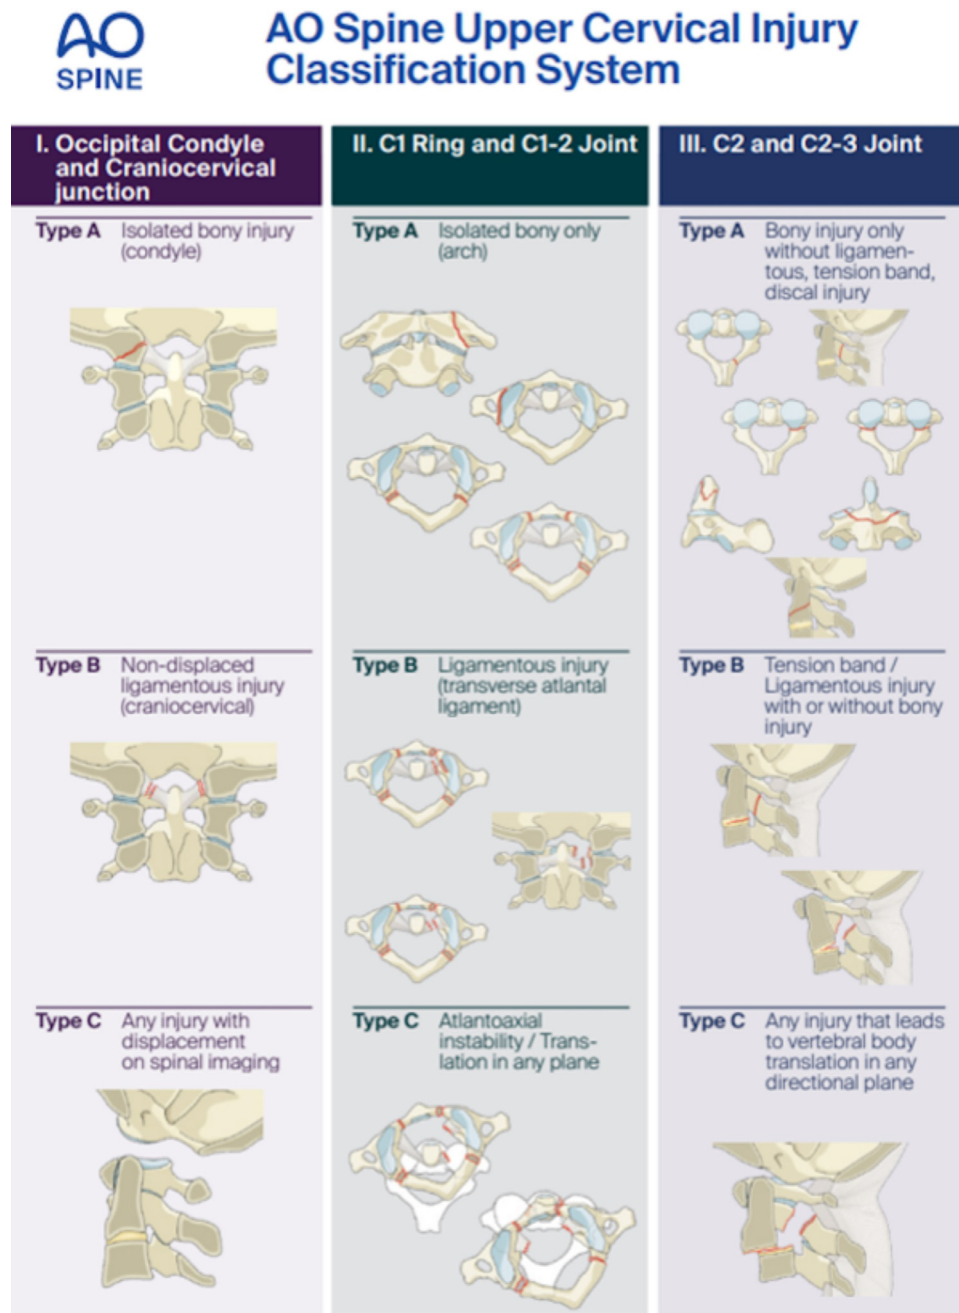 AO
SPINE
AO Spine Upper Cervical Injury
Classification System
I. Occipital Condyle
and Craniocervical
junction
Type A Isolated bony injury
(condyle)
Type B Non-displaced
ligamentous injury
(craniocervical)
Type C Any injury with
displacement
on spinal imaging
II. C1 Ring and C1-2 Joint
Type A Isolated bony only
(arch)
Type B Ligamentous injury
(transverse atlantal
ligament)
Type C Atlantoaxial
instability / Trans-
lation in any plane
III. C2 and C2-3 Joint
Type A Bony injury only
without ligamen-
tous, tension band,
discal injury
Type B Tension band /
Ligamentous injury
with or without bony
injury
Type C Any injury that leads
to vertebral body
translation in any
directional plane